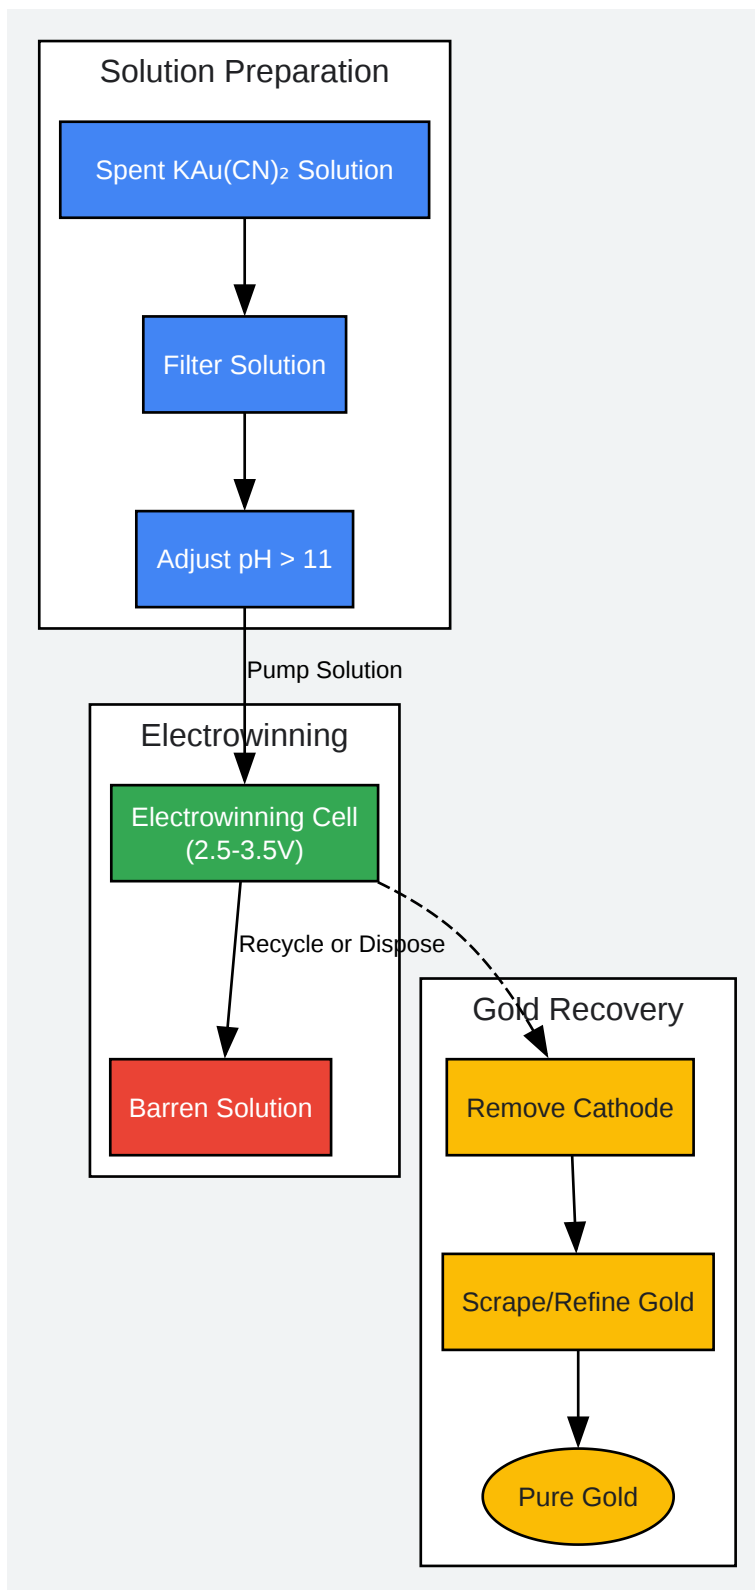 Solution Preparation
Spent KAu(CN)₂ Solution
Filter Solution
Adjust pH > 11
Pump Solution
Electrowinning
Electrowinning Cell
(2.5-3.5V)
Recycle or Dispose
Barren Solution
Gold Recovery
Remove Cathode
Scrape/Refine Gold
Pure Gold